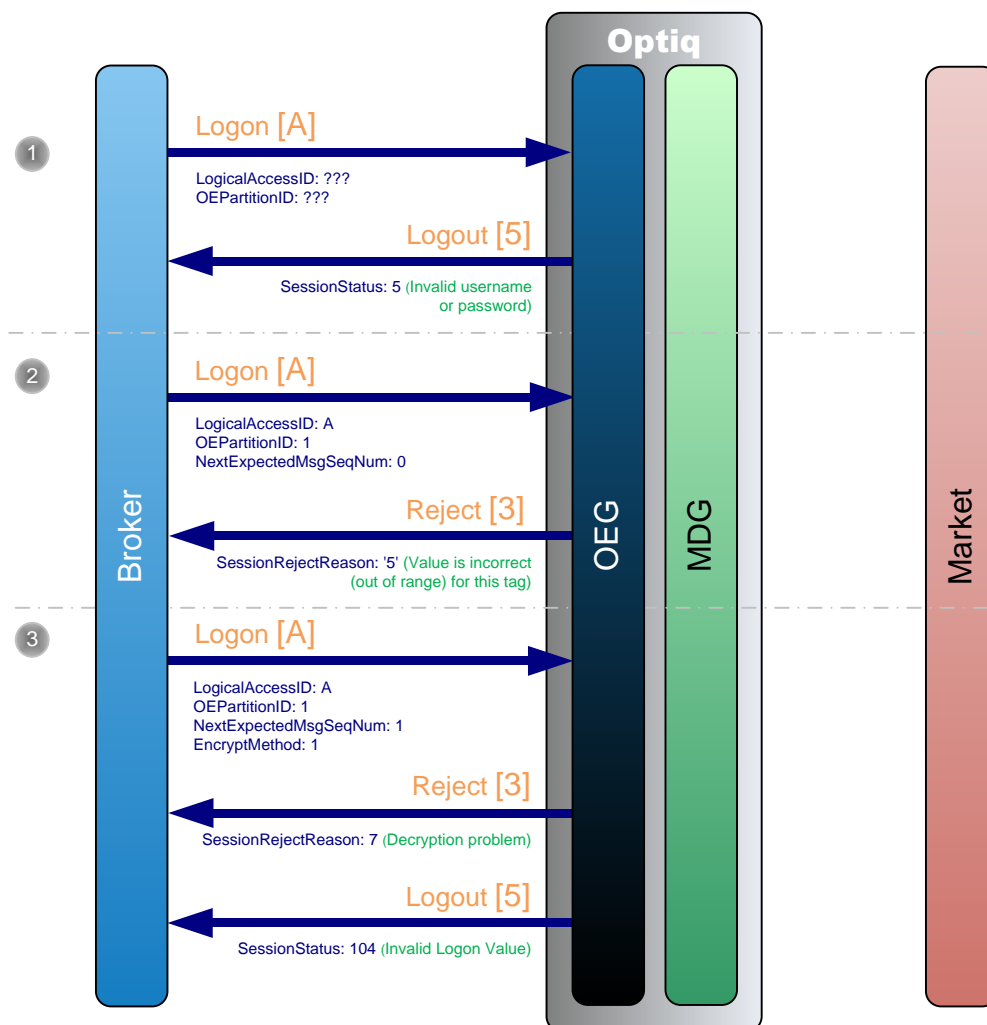 Optiq
1
Logon [A]
LogicalAccessID: ???
OEPartitionID: ???
Logout [5]
SessionStatus: 5 (Invalid username
or password)
2
Logon [A]
LogicalAccessID: A
OEPartitionID: 1
NextExpectedMsgSeqNum: 0
Broker
OEG
MDG
Market
Reject [3]
SessionRejectReason: '5' (Value is incorrect
(out of range) for this tag)
3
Logon [A]
LogicalAccessID: A
OEPartitionID: 1
NextExpectedMsgSeqNum: 1
EncryptMethod: 1
Reject [3]
SessionRejectReason: 7 (Decryption problem)
Logout [5]
SessionStatus: 104 (Invalid Logon Value)